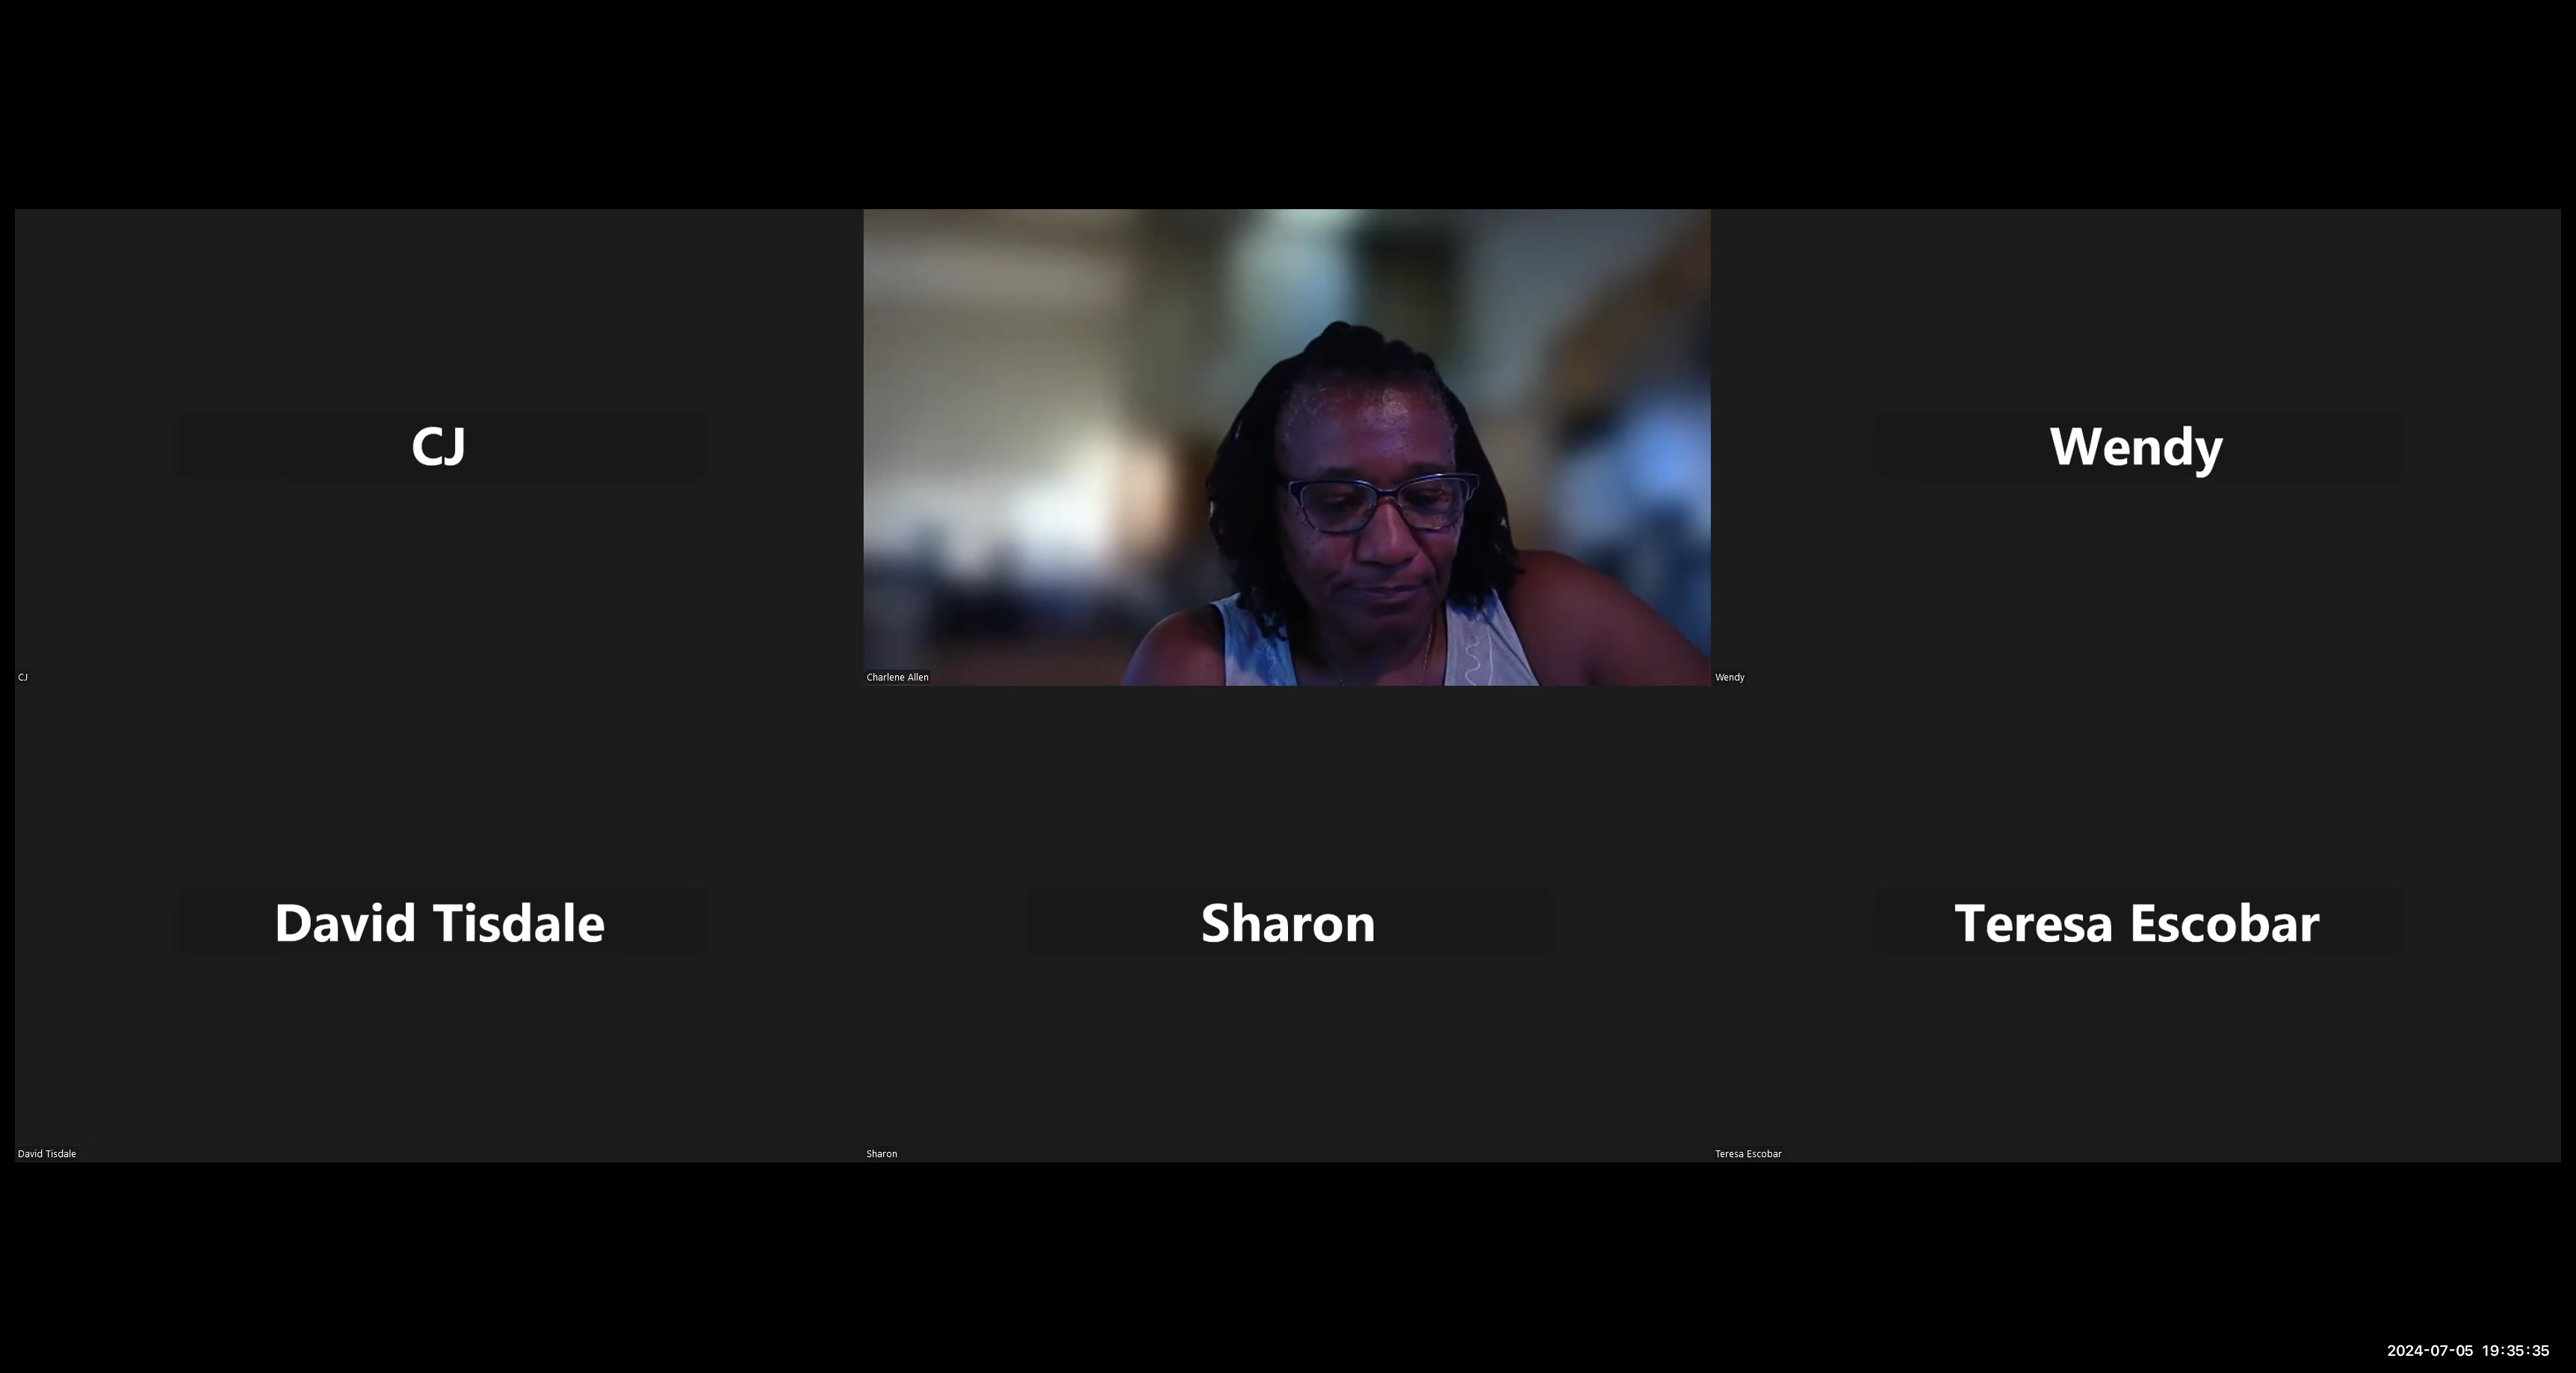 CJ
Wendy
CJ
Charlene Allen
Wendy
David Tisdale
Sharon
Teresa Escobar
David Tisdale
Sharon
Teresa Escobar
2024-07-05 19:35:35